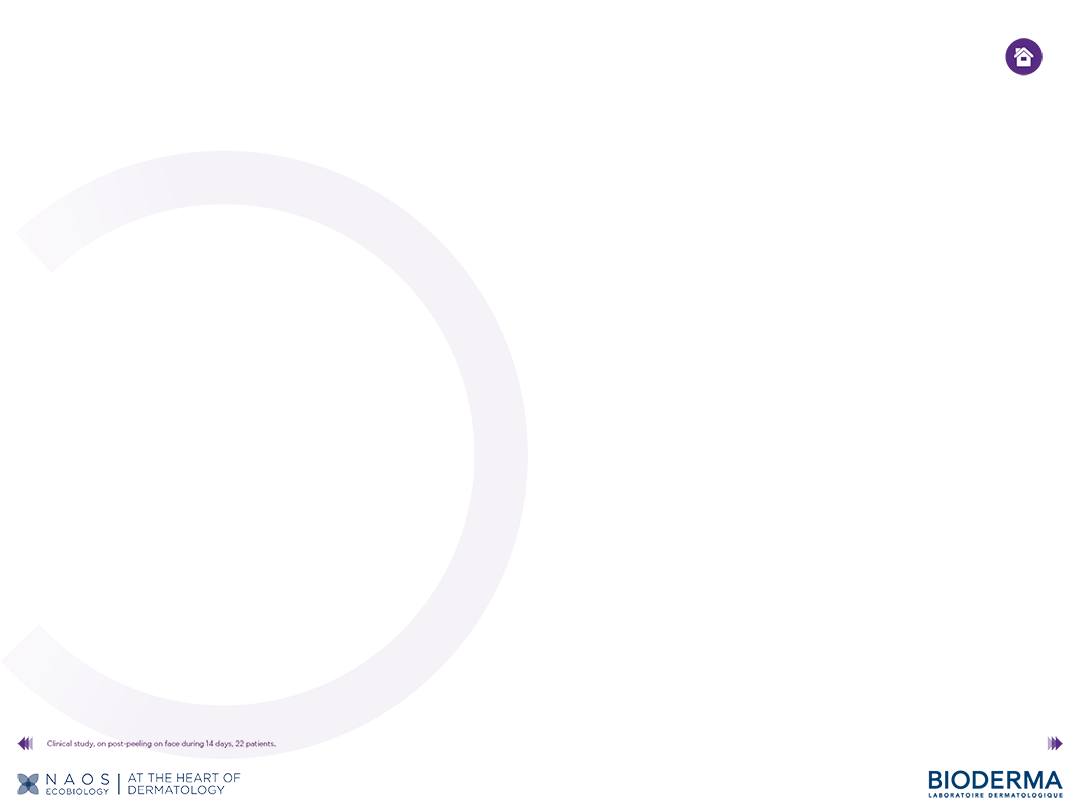 Clinical study, on post-peeling on face during 14 days, 22 patients.
NAOS
ECOBIOLOGY
AT THE HEART OF
DERMATOLOGY
BIODERMA
LABORATOIRE DERMATOLOGIQUE